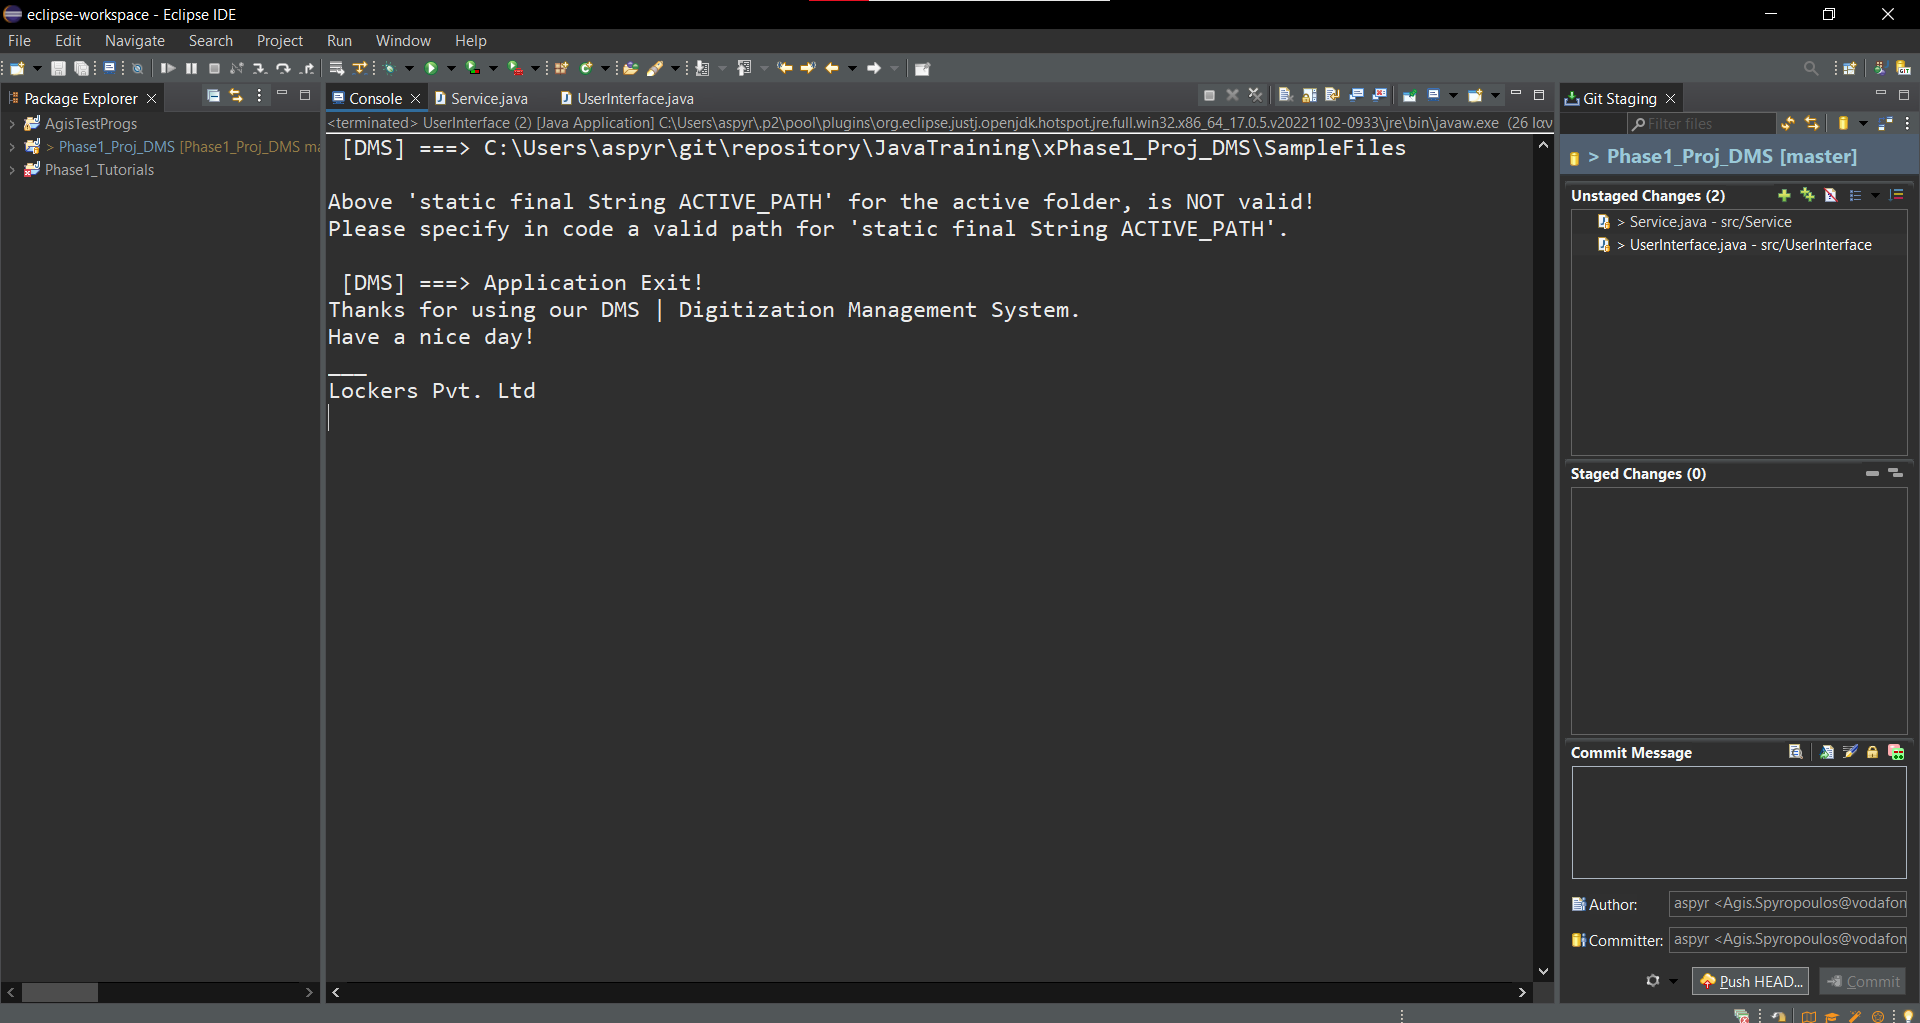 eclipse-workspace - Eclipse IDE
File Edit Navigate Search Project Run Window Help
Package Explorer
Console Service.java UserInterface.java
Git Staging
AgisTestProgs
> Phase1_Proj_DMS [Phase1_Proj_DMS ma
Phase1_Tutorials
<terminated> UserInterface (2) [Java Application] C:\Users\aspyr\.p2\pool\plugins\org.eclipse.justj.openjdk.hotspot.jre.full.win32.x86_64_17.0.5.v20221102-0933\jre\bin\javaw.exe (26 Ιαν
[DMS] ===> C:\Users\aspyr\git\repository\JavaTraining\xPhase1_Proj_DMS\SampleFiles
Above 'static final String ACTIVE_PATH' for the active folder, is NOT valid!
Please specify in code a valid path for 'static final String ACTIVE_PATH'.
[DMS] ===> Application Exit!
Thanks for using our DMS | Digitization Management System.
Have a nice day!
___
Lockers Pvt. Ltd
Filter files
> Phase1_Proj_DMS [master]
Unstaged Changes (2)
> Service.java - src/Service
> UserInterface.java - src/UserInterface
Staged Changes (0)
Commit Message
Author: aspyr <Agis.Spyropoulos@vodafon
Committer: aspyr <Agis.Spyropoulos@vodafon
Push HEAD... Commit